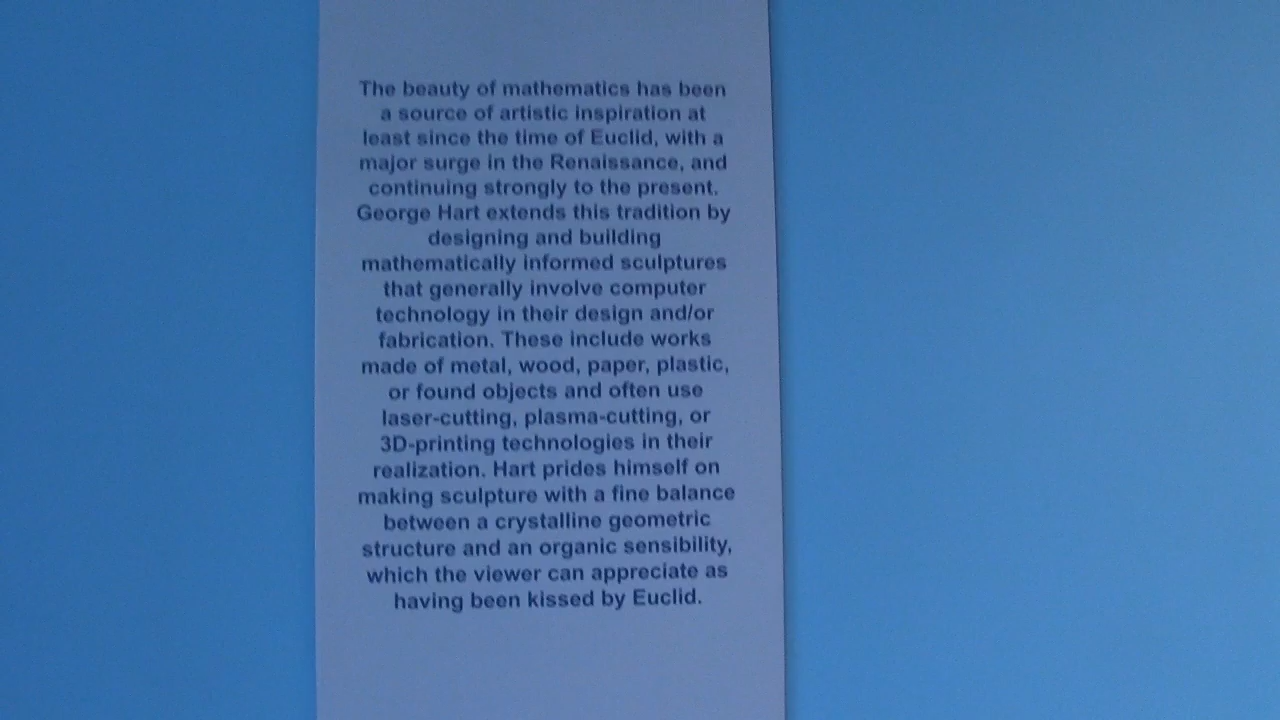 The beauty of mathematics has been
a source of artistic inspiration at
least since the time of Euclid, with a
major surge in the Renaissance, and
continuing strongly to the present.
George Hart extends this tradition by
designing and building
mathematically informed sculptures
that generally involve computer
technology in their design and/or
fabrication. These include works
made of metal, wood, paper, plastic,
or found objects and often use
laser-cutting, plasma-cutting, or
3D-printing technologies in their
realization. Hart prides himself on
making sculpture with a fine balance
between a crystalline geometric
structure and an organic sensibility,
which the viewer can appreciate as
having been kissed by Euclid.